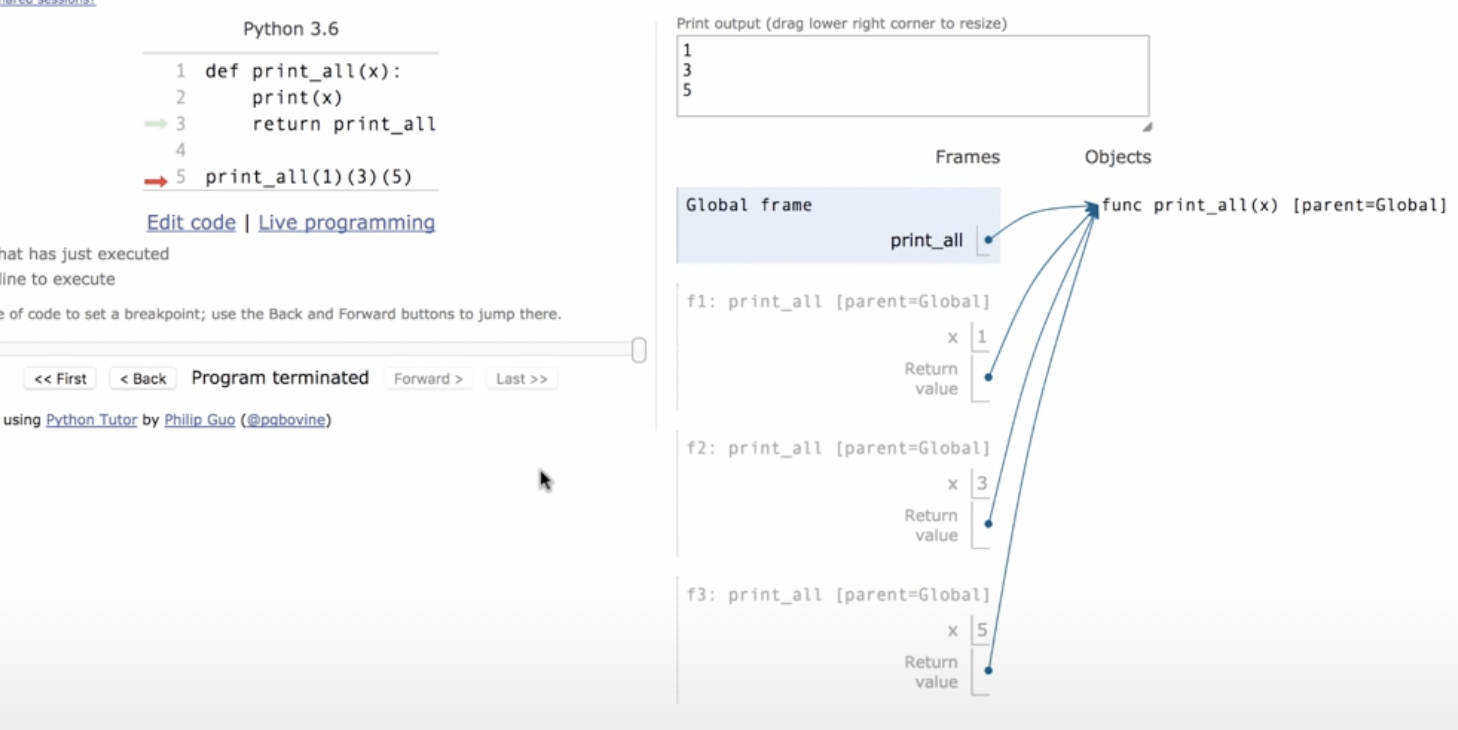 shared sessions?
Python 3.6
1 def print_all(x):
2     print(x)
3     return print_all
4
5 print_all(1)(3)(5)
Edit code | Live programming
hat has just executed
line to execute
e of code to set a breakpoint; use the Back and Forward buttons to jump there.
<< First < Back Program terminated Forward > Last >>
using Python Tutor by Philip Guo (@pgbovine)
Print output (drag lower right corner to resize)
1
3
5
Frames Objects
Global frame
print_all
func print_all(x) [parent=Global]
f1: print_all [parent=Global]
x 1
Return
value
f2: print_all [parent=Global]
x 3
Return
value
f3: print_all [parent=Global]
x 5
Return
value